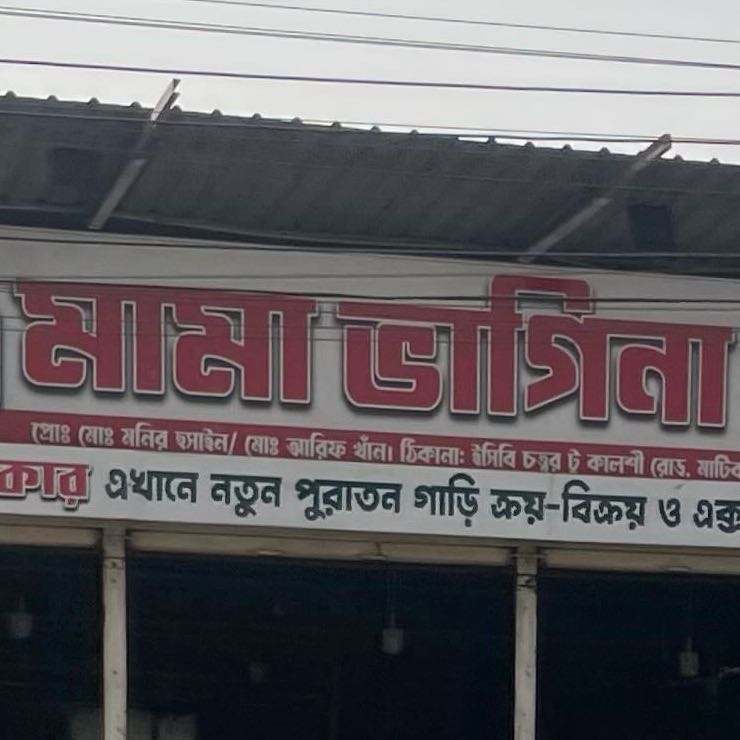 মামা ভাগিনা
প্রোঃ মোঃ মনির হুসাইন/ মোঃ আরিফ খাঁন। ঠিকানা: ইসিবি চত্ত্বর টু কালশী রোড, মাটিক
কার এখানে নতুন পুরাতন গাড়ি ক্রয়-বিক্রয় ও এক্স